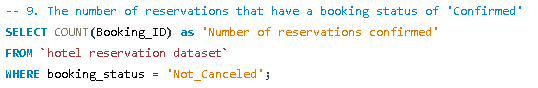 -- 9. The number of reservations that have a booking status of "Confirmed"
SELECT COUNT(Booking_ID) as 'Number of reservations confirmed'
FROM `hotel reservation dataset`
WHERE booking_status = 'Not_Canceled';